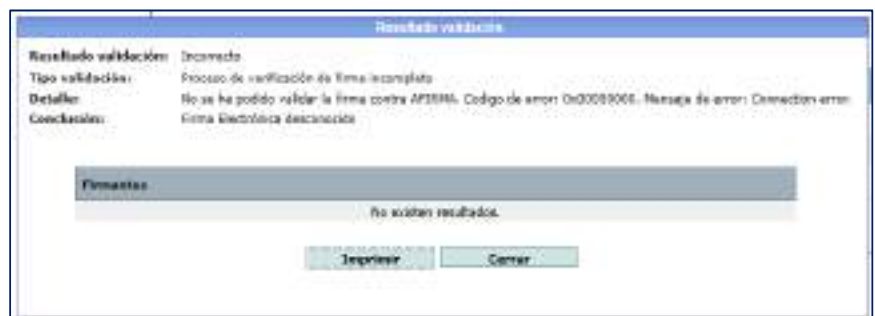 Resultado validación
Resultado validación: Incorrecto
Tipo validación: Proceso de verificación de firma incompleto
Detalle: No se ha podido validar la firma contra AFIRMA. Codigo de error: Mensaje de error: Connection error
Conclusión: Firma Electrónica desconocida
Firmantes
No existen resultados.
Imprimir Cerrar